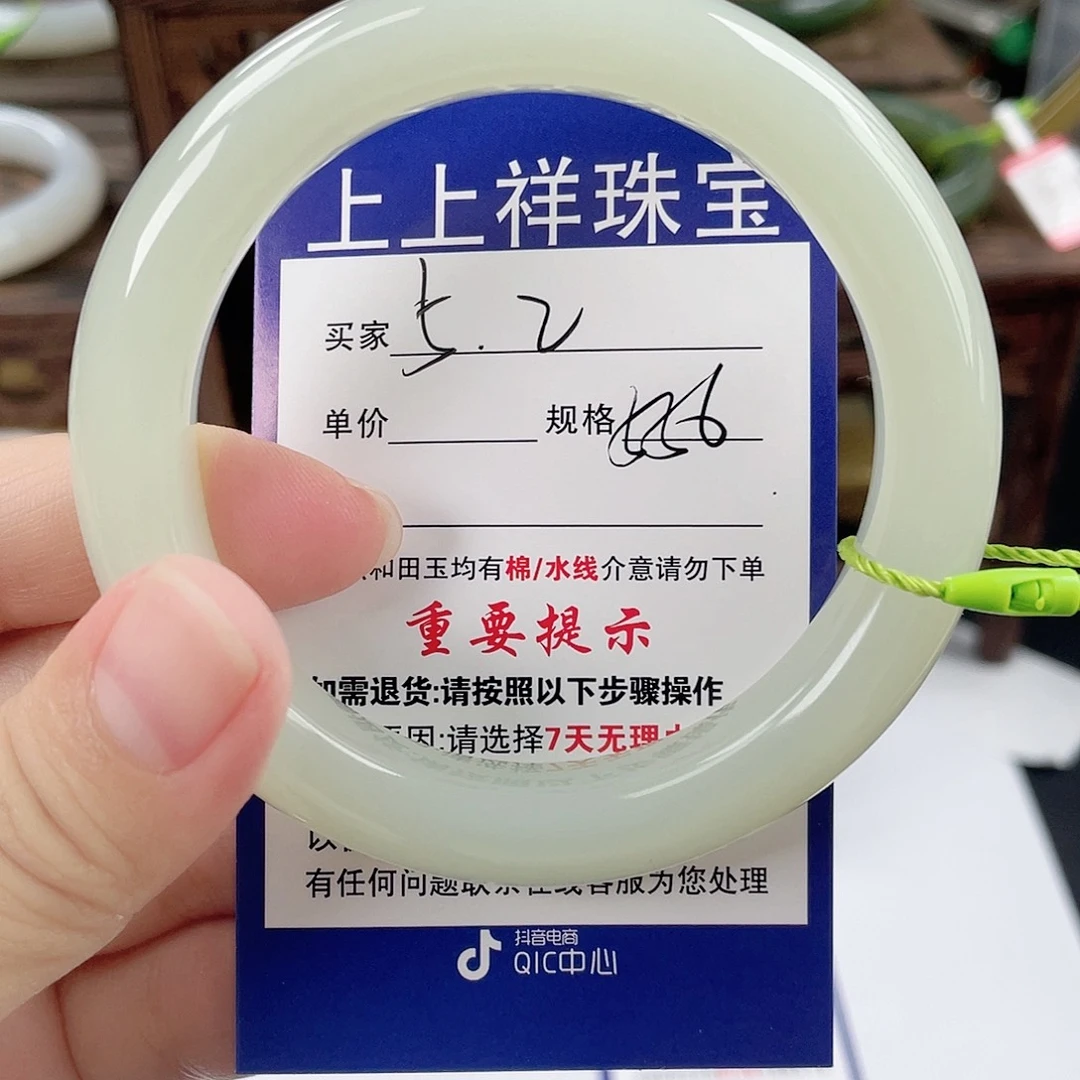 上上祥珠宝
买家 5.2
单价 规格
和田玉均有棉/水线介意请勿下单
重要提示
如需退货:请按照以下步骤操作
因:请选择7天无理
有任何问题联系在线客服为您处理
抖音电商
QIC中心